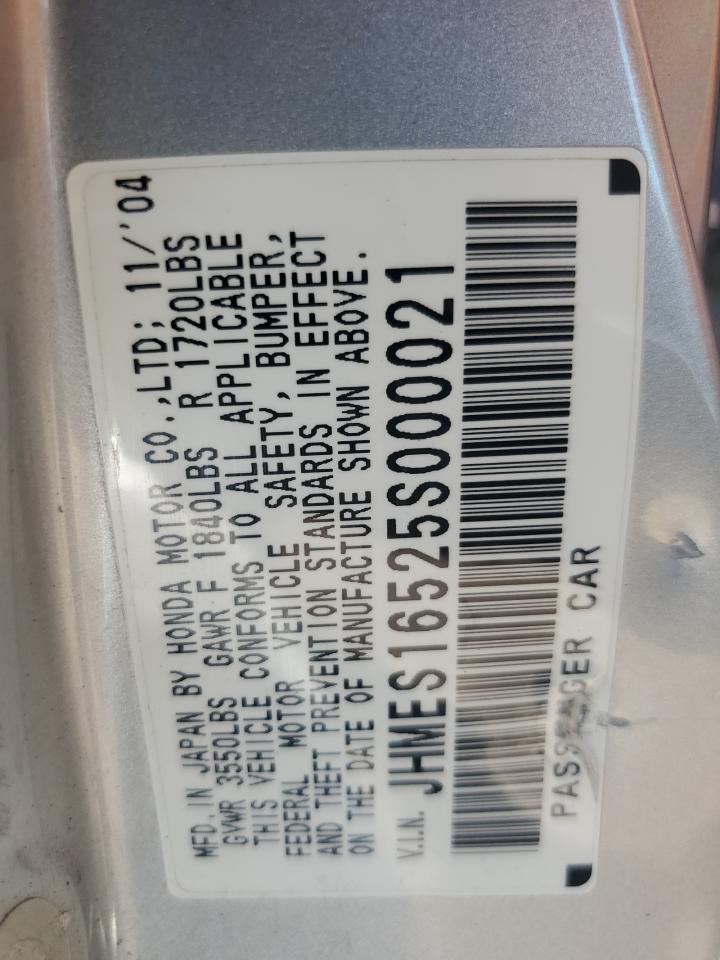 MFD. IN JAPAN BY HONDA MOTOR CO.,LTD; 11/'04
GVWR 3550LBS GAWR F 1840LBS R 1720LBS
THIS VEHICLE CONFORMS TO ALL APPLICABLE
FEDERAL MOTOR VEHICLE SAFETY, BUMPER,
AND THEFT PREVENTION STANDARDS IN EFFECT
ON THE DATE OF MANUFACTURE SHOWN ABOVE.
V.I.N. JHMES16525S000021
PASSENGER CAR